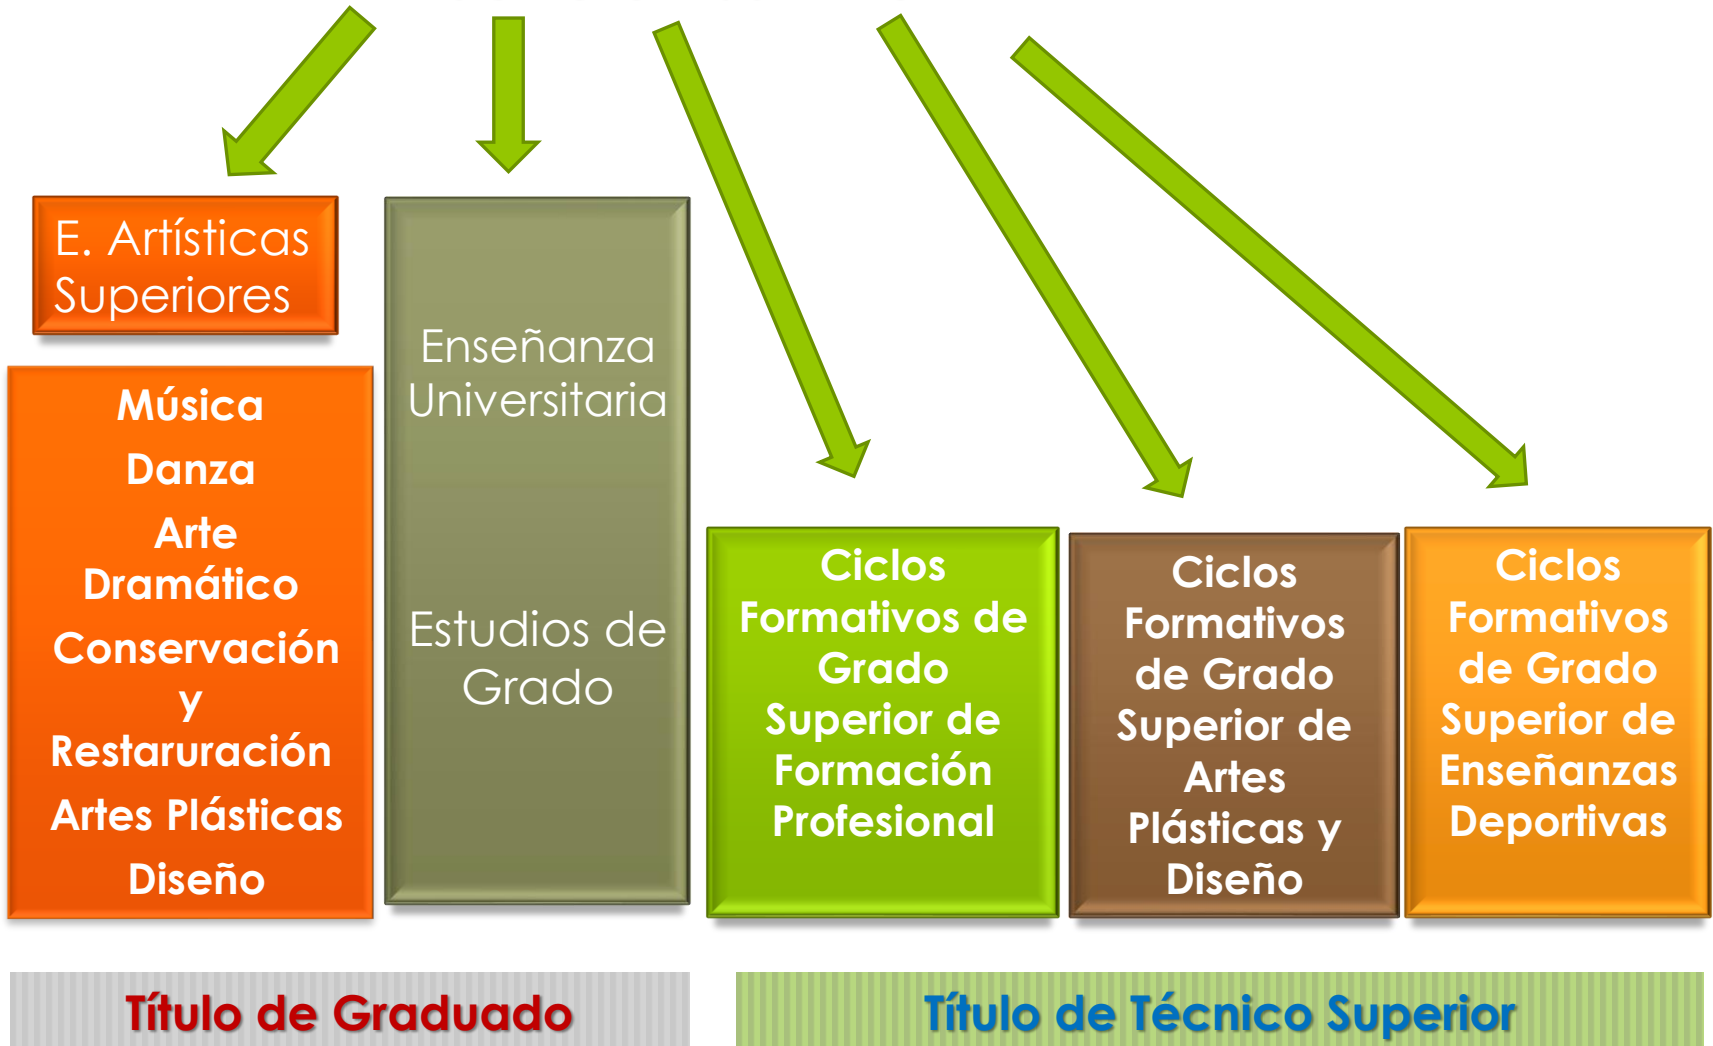 E. Artísticas
Superiores
Música
Danza
Arte
Dramático
Conservación
y
Restaruración
Artes Plásticas
Diseño
Enseñanza
Universitaria
Estudios de
Grado
Ciclos
Formativos de
Grado
Superior de
Formación
Profesional
Ciclos
Formativos
de Grado
Superior de
Artes
Plásticas y
Diseño
Ciclos
Formativos
de Grado
Superior de
Enseñanzas
Deportivas
Título de Graduado
Título de Técnico Superior